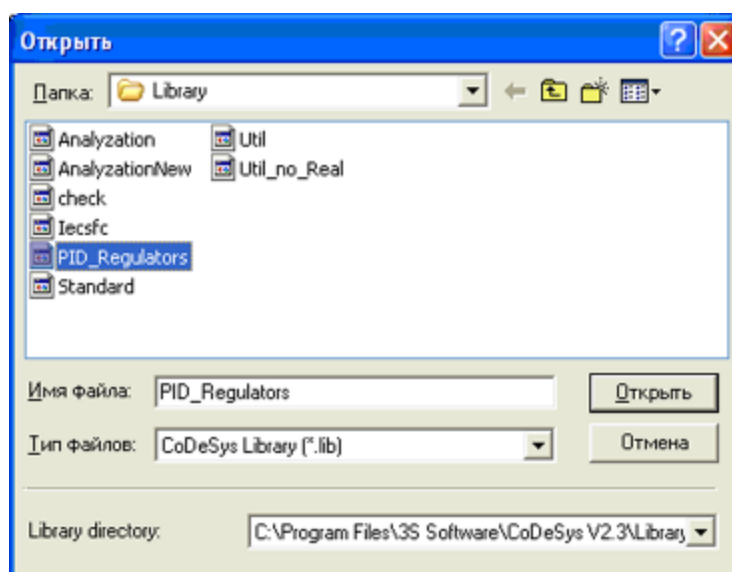 Открыть
Папка: Library
Analyzation Util
AnalyzationNew Util_no_Real
check
Iecsfc
PID_Regulators
Standard
Имя файла: PID_Regulators Открыть
Тип файлов: CoDeSys Library (*.lib) Отмена
Library directory: C:\Program Files\3S Software\CoDeSys V2.3\Library